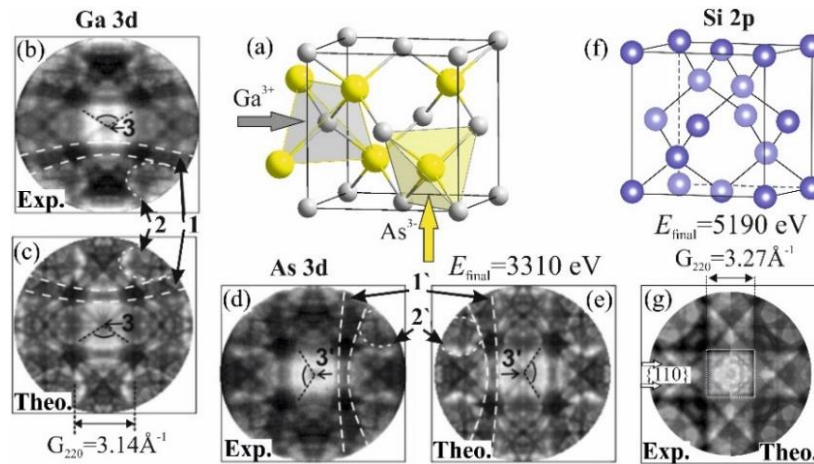 Ga 3d
(b)
3
Exp.
2
1
(c)
3
Theo.
G220=3.14Å-1
(a)
Ga3+
As3-
As 3d
Efinal=3310 eV
(d)
1`
2`
3'
Exp.
(e)
3'
Theo.
Si 2p
(f)
Efinal=5190 eV
G220=3.27Å-1
(g)
{110}
Exp.
Theo.